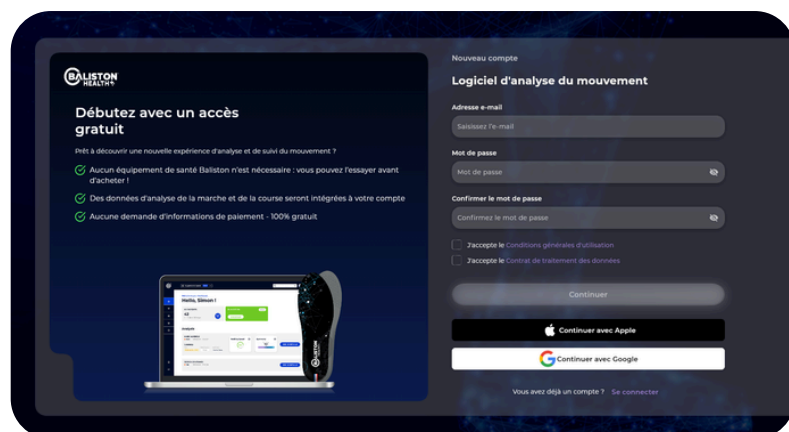 BALISTON
HEALTH
Débutez avec un accès
gratuit
Prêt à découvrir une nouvelle expérience d'analyse et de suivi du mouvement ?
Aucun équipement de santé Baliston n'est nécessaire : vous pouvez l'essayer avant
d'acheter !
Des données d'analyse de la marche et de la course seront intégrées à votre compte
Aucune demande d'informations de paiement - 100% gratuit
Hello, Simon !
BALISTON
Nouveau compte
Logiciel d'analyse du mouvement
Adresse e-mail
Saisissez l'e-mail
Mot de passe
Mot de passe
Confirmer le mot de passe
Confirmez le mot de passe
J'accepte le Conditions générales d'utilisation
J'accepte le Contrat de traitement des données
Continuer
Continuer avec Apple
Continuer avec Google
Vous avez déjà un compte ? Se connecter